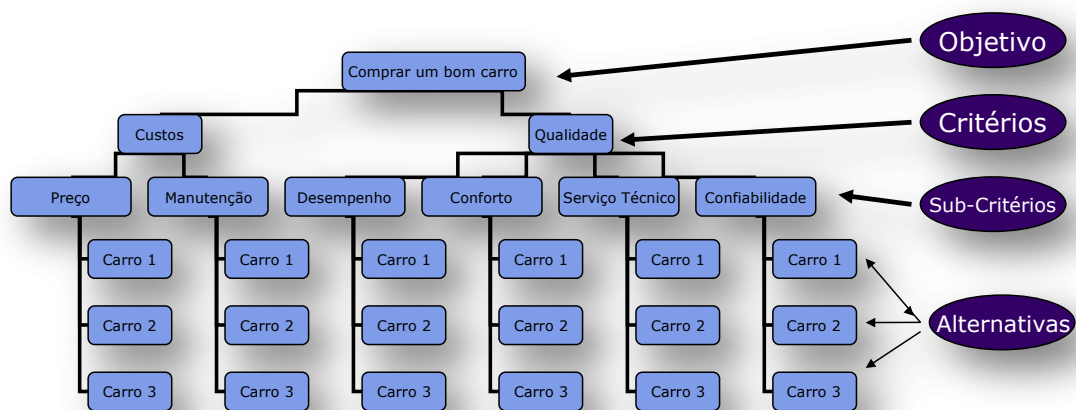 Objetivo
Comprar um bom carro
Critérios
Custos
Qualidade
Preço
Manutenção
Desempenho
Conforto
Serviço Técnico
Confiabilidade
Sub-Critérios
Carro 1
Carro 1
Carro 1
Carro 1
Carro 1
Carro 1
Carro 2
Carro 2
Carro 2
Carro 2
Carro 2
Carro 2
Alternativas
Carro 3
Carro 3
Carro 3
Carro 3
Carro 3
Carro 3